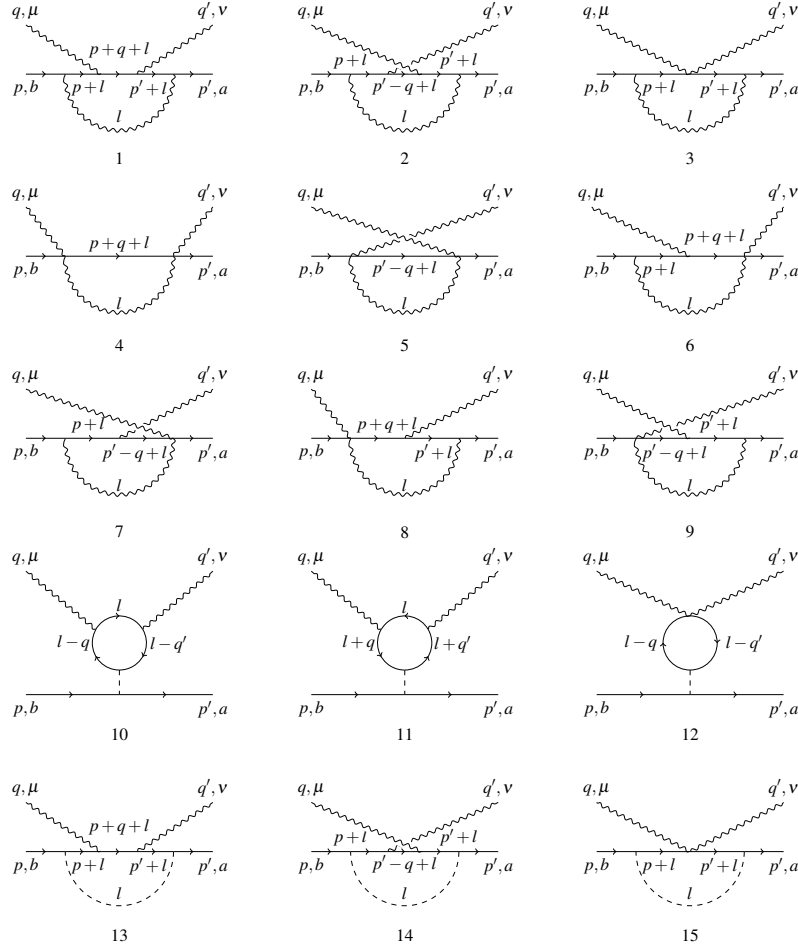 q, μ q′, ν q, μ q′, ν q, μ q′, ν
p+q+l p+l p′+l
p, b p+l p′+l p′, a p, b p′−q+l p′, a p, b p+l p′+l p′, a
l l l
1 2 3
q, μ q′, ν q, μ q′, ν q, μ q′, ν
p+q+l p+q+l
p, b p′, a p, b p′−q+l p′, a p, b p+l p′, a
l l l
4 5 6
q, μ q′, ν q, μ q′, ν q, μ q′, ν
p+l p+q+l p′+l
p, b p′−q+l p′, a p, b p′+l p′, a p, b p′−q+l p′, a
l l l
7 8 9
q, μ q′, ν q, μ q′, ν q, μ q′, ν
l l
l−q l−q′ l+q l+q′ l−q l−q′
p, b p′, a p, b p′, a p, b p′, a
10 11 12
q, μ q′, ν q, μ q′, ν q, μ q′, ν
p+q+l p+l p′+l
p, b p+l p′+l p′, a p, b p′−q+l p′, a p, b p+l p′+l p′, a
l l l
13 14 15